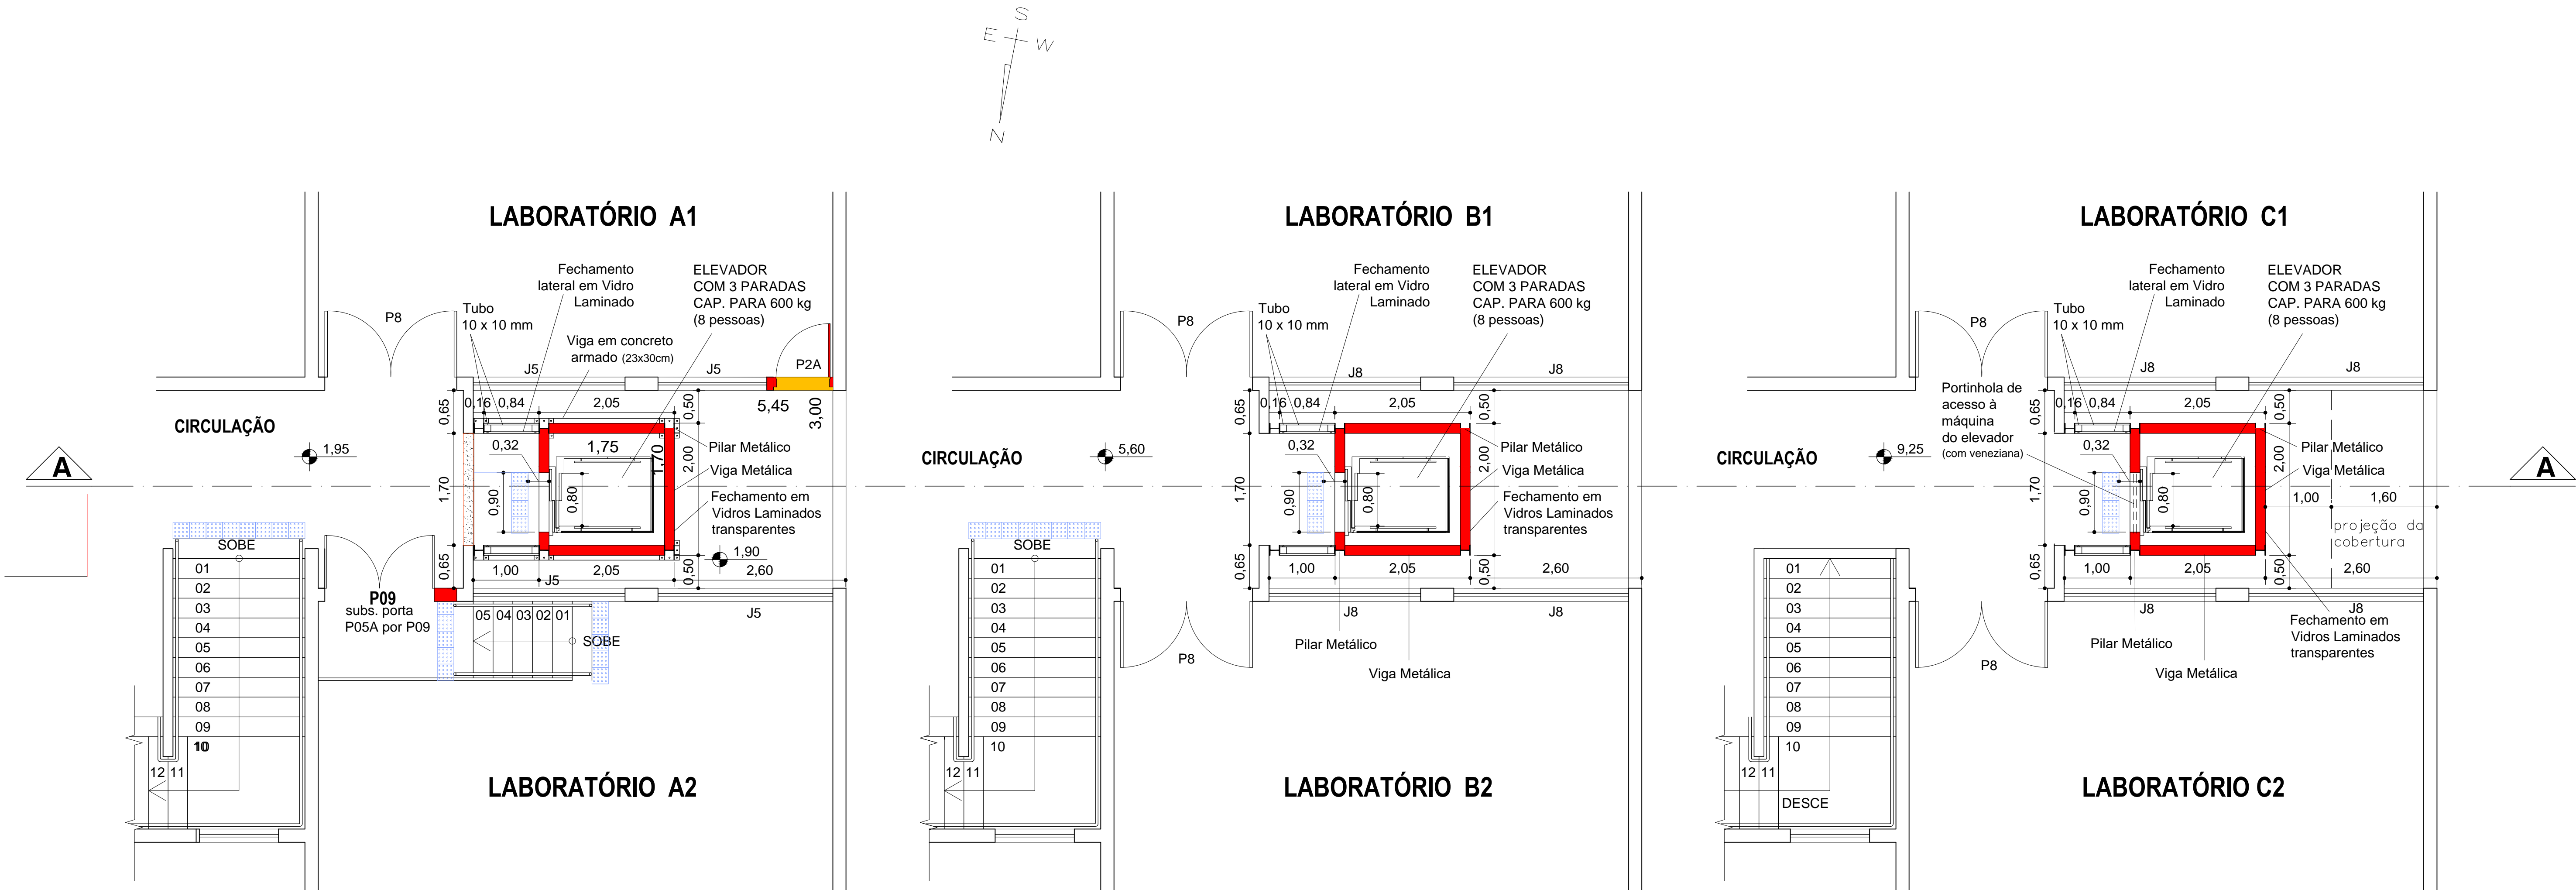 S
E
W
N
LABORATÓRIO A1
Fechamento
lateral em Vidro
Laminado
ELEVADOR
COM 3 PARADAS
CAP. PARA 600 kg
(8 pessoas)
Tubo
10 x 10 mm
P8
Viga em concreto
armado (23x30cm)
J5
J5
P2A
0,65
0,16
0,84
2,05
0,50
5,45
3,00
CIRCULAÇÃO
1,95
0,32
1,75
1,70
2,00
Pilar Metálico
Viga Metálica
A
1,70
0,90
0,80
Fechamento em
Vidros Laminados
transparentes
SOBE
1,90
0,65
1,00
2,05
0,50
2,60
J5
J5
01
02
03
04
05
06
07
08
09
10
12
11
P09
subs. porta
P05A por P09
05
04
03
02
01
SOBE
LABORATÓRIO A2
LABORATÓRIO B1
Fechamento
lateral em Vidro
Laminado
ELEVADOR
COM 3 PARADAS
CAP. PARA 600 kg
(8 pessoas)
Tubo
10 x 10 mm
P8
J8
J8
0,65
0,16
0,84
2,05
0,50
CIRCULAÇÃO
5,60
0,32
2,00
Pilar Metálico
Viga Metálica
1,70
0,90
0,80
Fechamento em
Vidros Laminados
transparentes
SOBE
0,65
1,00
2,05
0,50
2,60
J8
J8
01
02
03
04
05
06
07
08
09
10
12
11
Pilar Metálico
P8
Viga Metálica
LABORATÓRIO B2
LABORATÓRIO C1
Fechamento
lateral em Vidro
Laminado
ELEVADOR
COM 3 PARADAS
CAP. PARA 600 kg
(8 pessoas)
Tubo
10 x 10 mm
P8
J8
J8
Portinhola de
acesso à
máquina
do elevador
(com veneziana)
0,65
0,16
0,84
2,05
0,50
CIRCULAÇÃO
9,25
0,32
2,00
Pilar Metálico
Viga Metálica
A
1,70
0,90
0,80
1,00
1,60
projeção da
cobertura
0,65
1,00
2,05
0,50
2,60
J8
J8
Fechamento em
Vidros Laminados
transparentes
01
02
03
04
05
06
07
08
09
10
12
11
DESCE
Pilar Metálico
P8
Viga Metálica
LABORATÓRIO C2